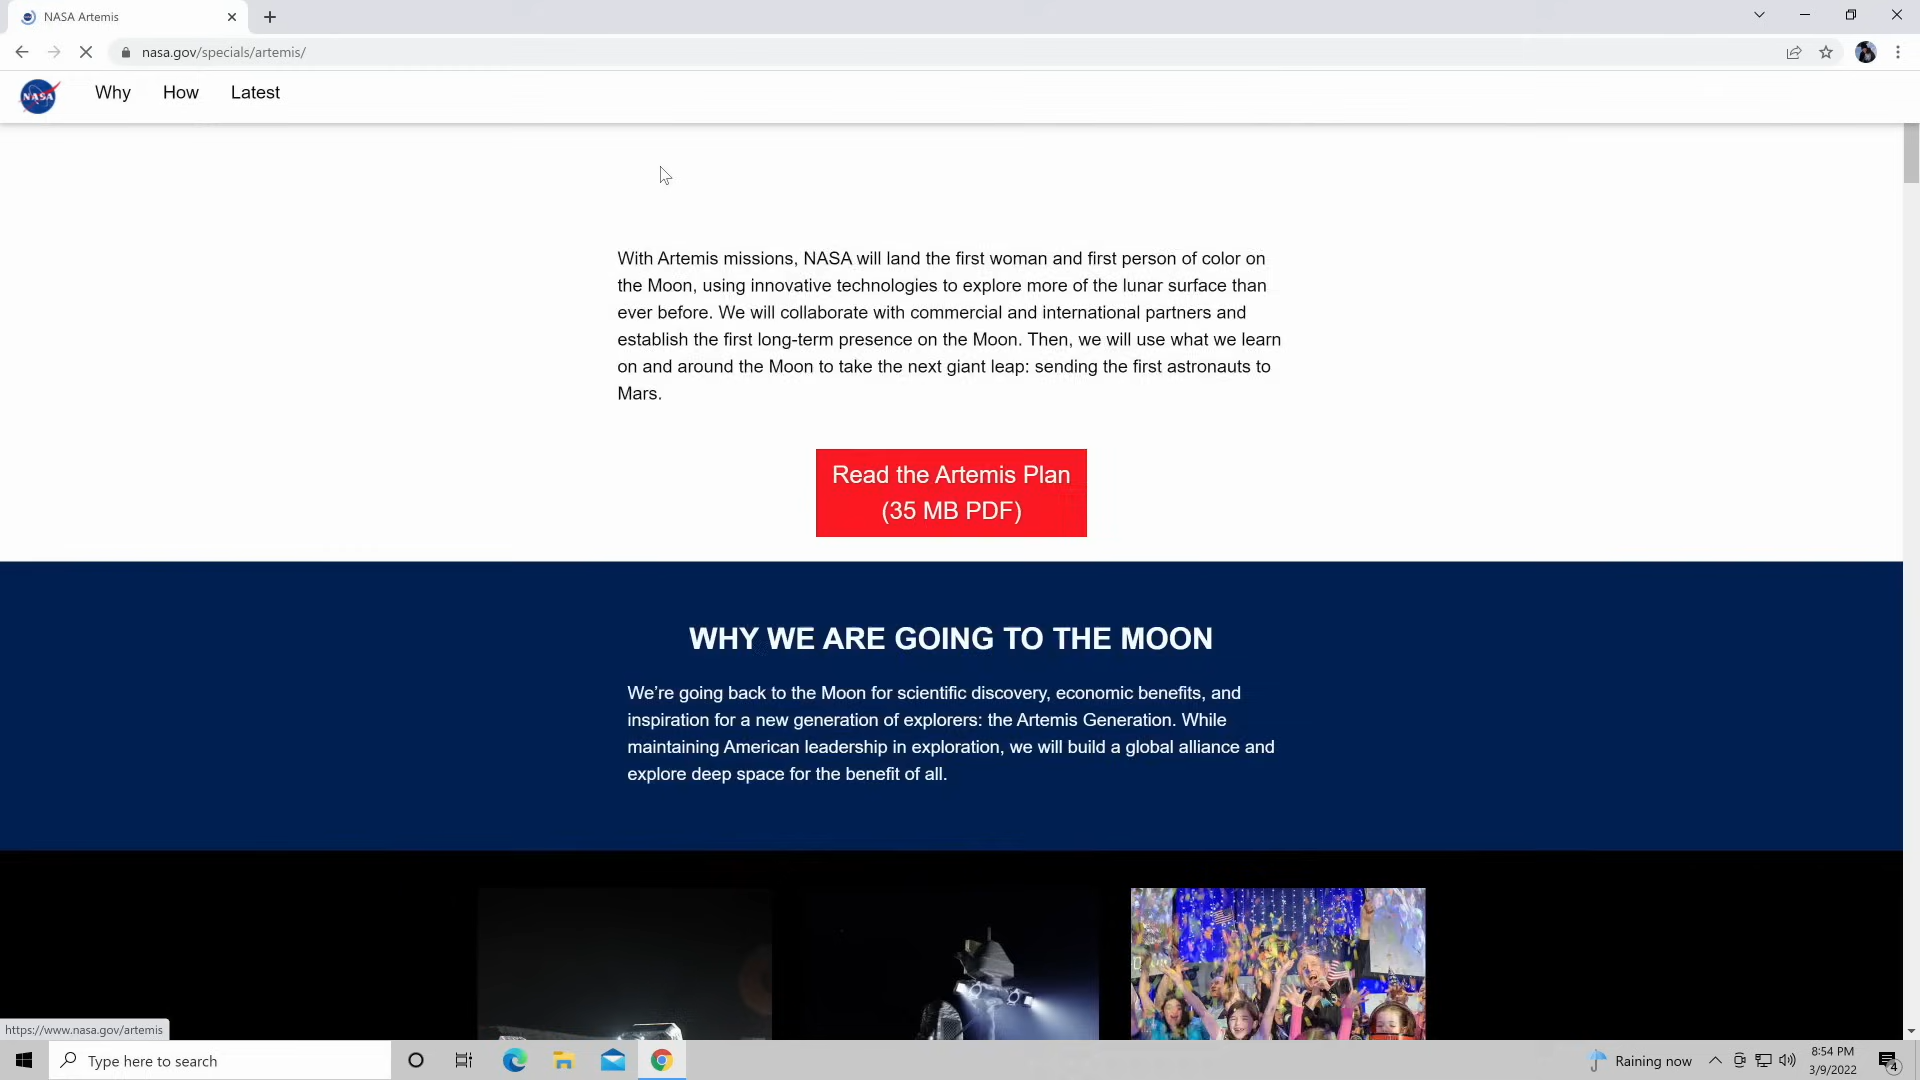 NASA Artemis
nasa.gov/specials/artemis/
NASA
Why
How
Latest
With Artemis missions, NASA will land the first woman and first person of color on
the Moon, using innovative technologies to explore more of the lunar surface than
ever before. We will collaborate with commercial and international partners and
establish the first long-term presence on the Moon. Then, we will use what we learn
on and around the Moon to take the next giant leap: sending the first astronauts to
Mars.
Read the Artemis Plan
(35 MB PDF)
WHY WE ARE GOING TO THE MOON
We’re going back to the Moon for scientific discovery, economic benefits, and
inspiration for a new generation of explorers: the Artemis Generation. While
maintaining American leadership in exploration, we will build a global alliance and
explore deep space for the benefit of all.
https://www.nasa.gov/artemis
Type here to search
Raining now
8:54 PM
3/9/2022
4